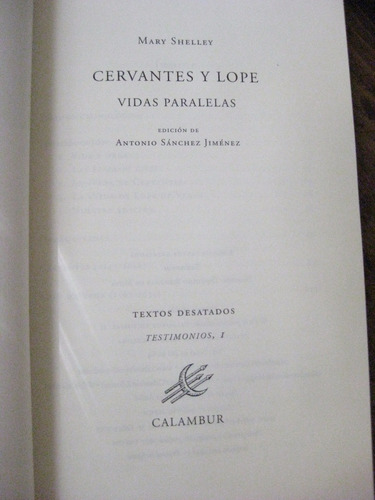 Mary Shelley
CERVANTES Y LOPE
VIDAS PARALELAS
EDICIÓN DE
Antonio Sánchez Jiménez
TEXTOS DESATADOS
TESTIMONIOS, 1
CALAMBUR